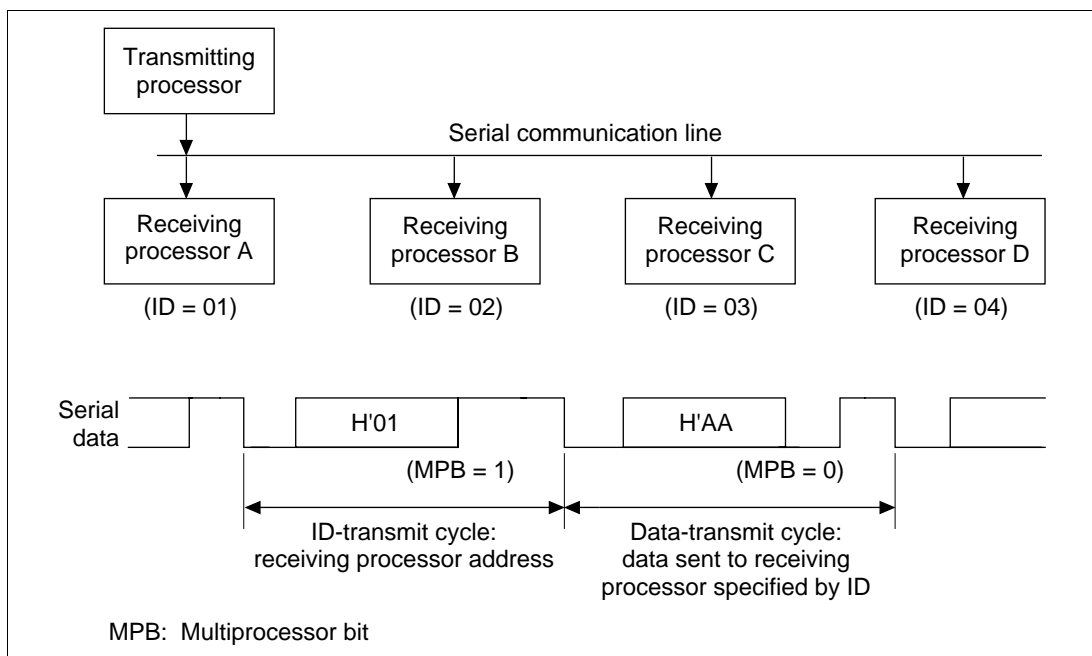 Transmitting
processor
Serial communication line
Receiving
processor A
Receiving
processor B
Receiving
processor C
Receiving
processor D
(ID = 01)
(ID = 02)
(ID = 03)
(ID = 04)
Serial
data
H'01
H'AA
(MPB = 1)
(MPB = 0)
ID-transmit cycle:
receiving processor address
Data-transmit cycle:
data sent to receiving
processor specified by ID
MPB: Multiprocessor bit